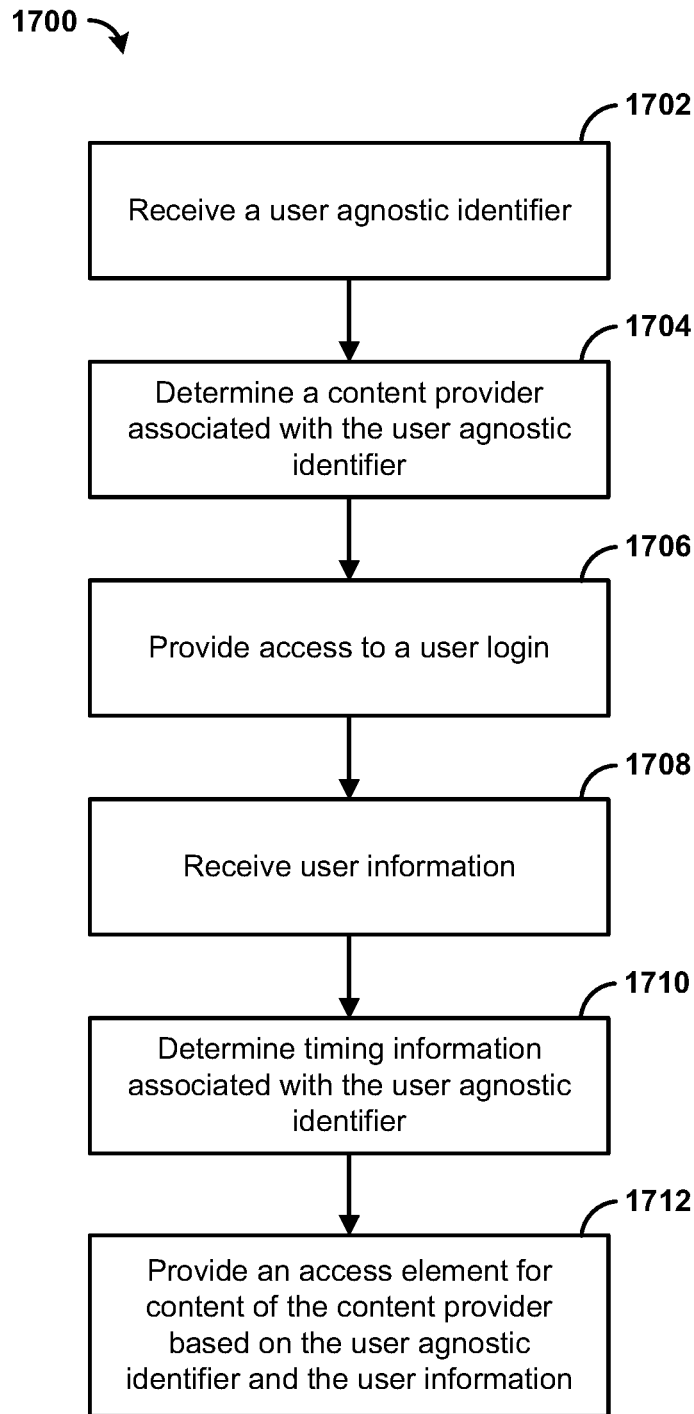 1700
1702
Receive a user agnostic identifier
1704
Determine a content provider
associated with the user agnostic
identifier
1706
Provide access to a user login
1708
Receive user information
1710
Determine timing information
associated with the user agnostic
identifier
1712
Provide an access element for
content of the content provider
based on the user agnostic
identifier and the user information